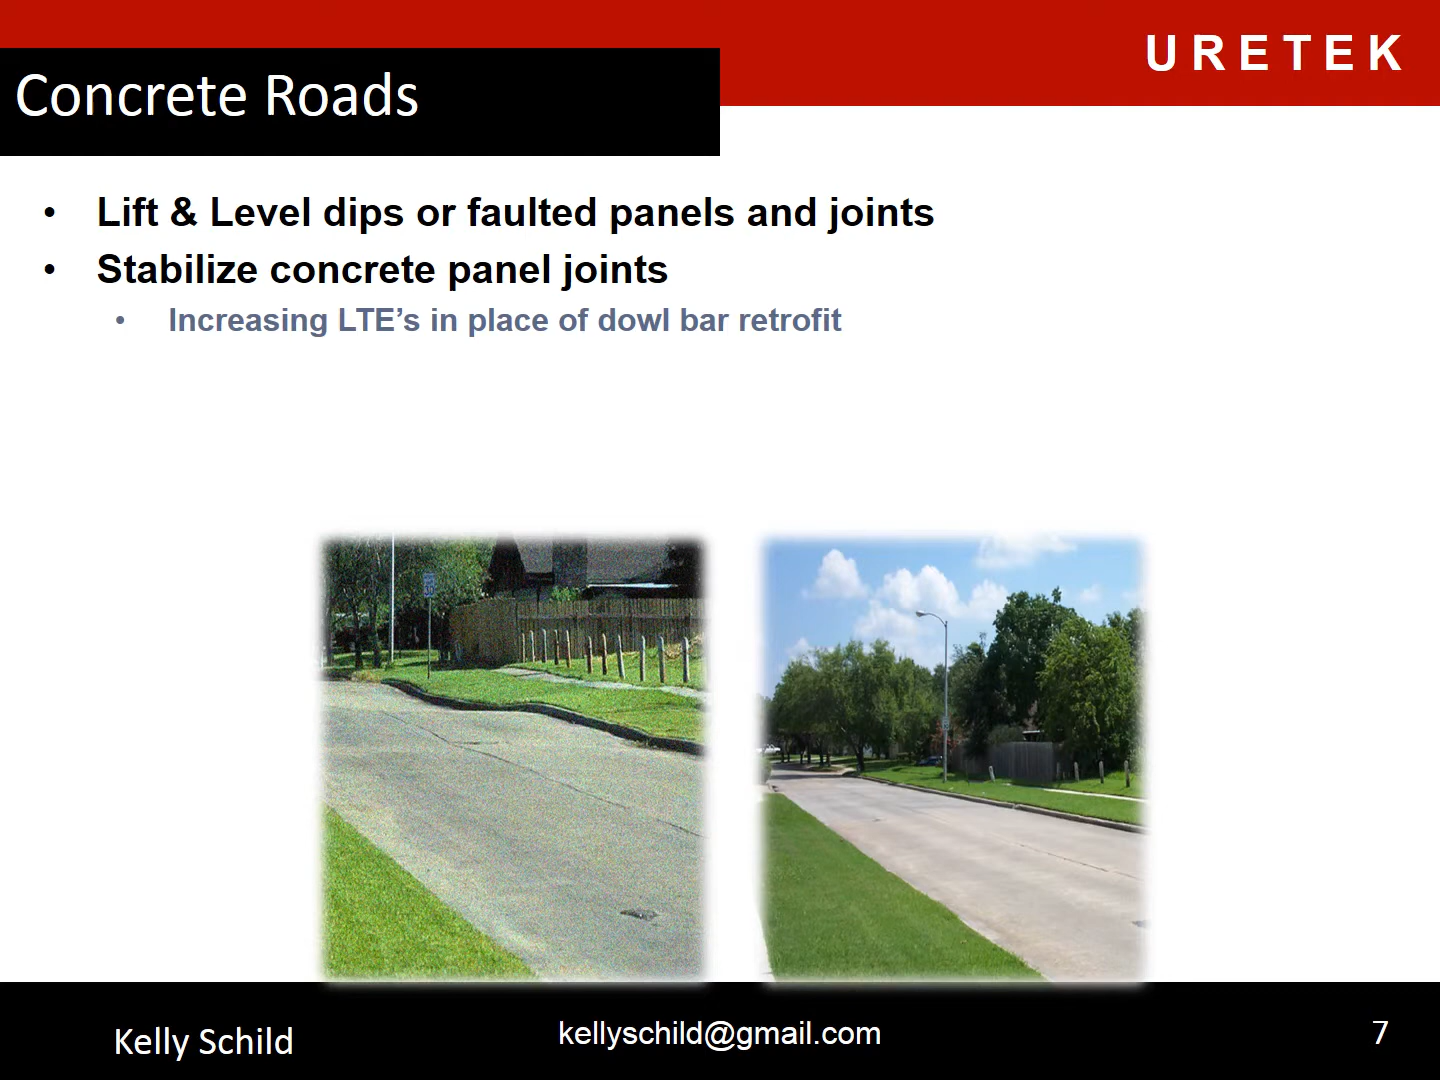 URETEK
Concrete Roads
• Lift & Level dips or faulted panels and joints
• Stabilize concrete panel joints
• Increasing LTE’s in place of dowl bar retrofit
Kelly Schild
kellyschild@gmail.com
7